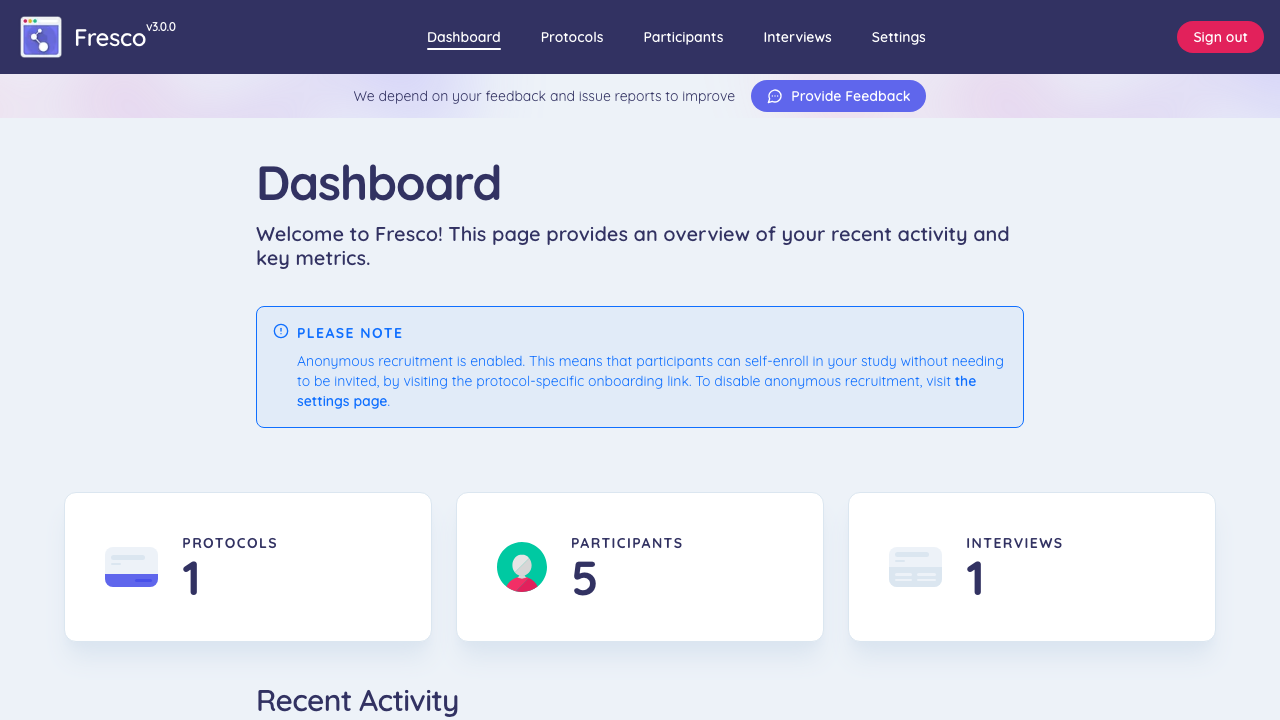 Fresco v3.0.0
Dashboard Protocols Participants Interviews Settings
Sign out
We depend on your feedback and issue reports to improve
Provide Feedback
Dashboard
Welcome to Fresco! This page provides an overview of your recent activity and
key metrics.
PLEASE NOTE
Anonymous recruitment is enabled. This means that participants can self-enroll in your study without needing
to be invited, by visiting the protocol-specific onboarding link. To disable anonymous recruitment, visit the
settings page.
PROTOCOLS
1
PARTICIPANTS
5
INTERVIEWS
1
Recent Activity